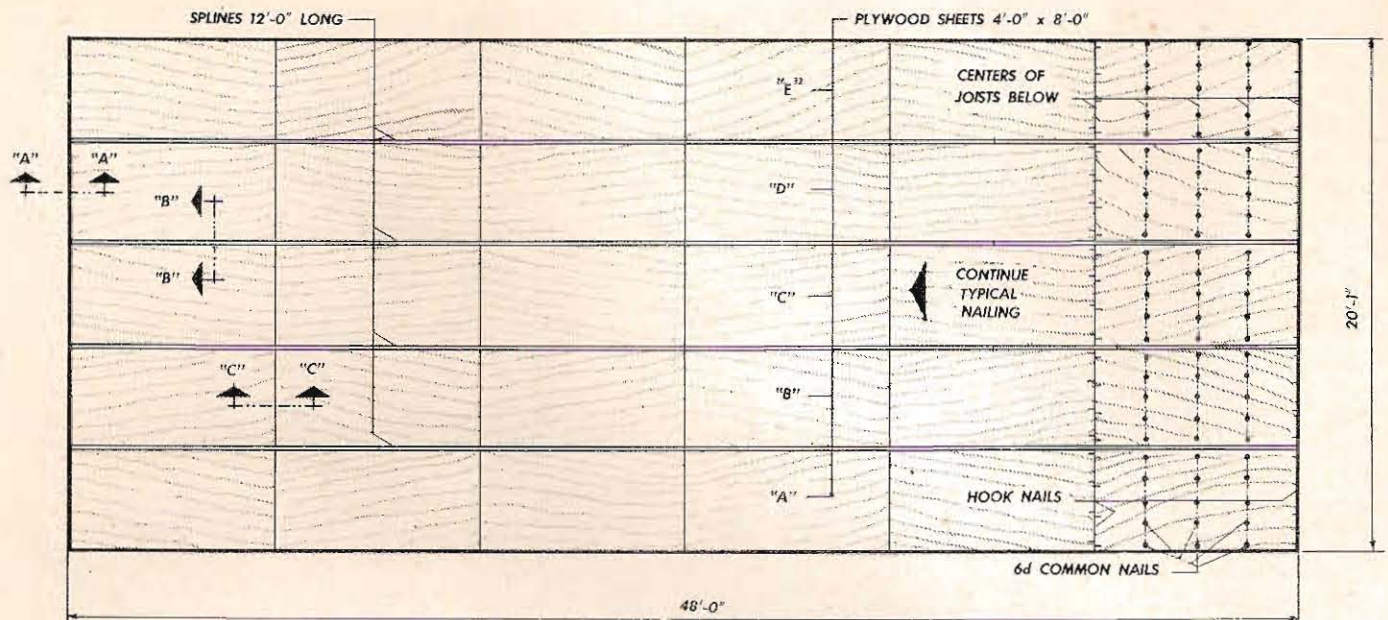 SPLINES 12'-0" LONG
PLYWOOD SHEETS 4'-0" x 8'-0"
"E"
CENTERS OF
JOISTS BELOW
"A" "A"
"B"
"D"
"B"
"C"
CONTINUE
TYPICAL
NAILING
20'-1"
"C" "C"
"B"
"A"
HOOK NAILS
6d COMMON NAILS
48'-0"